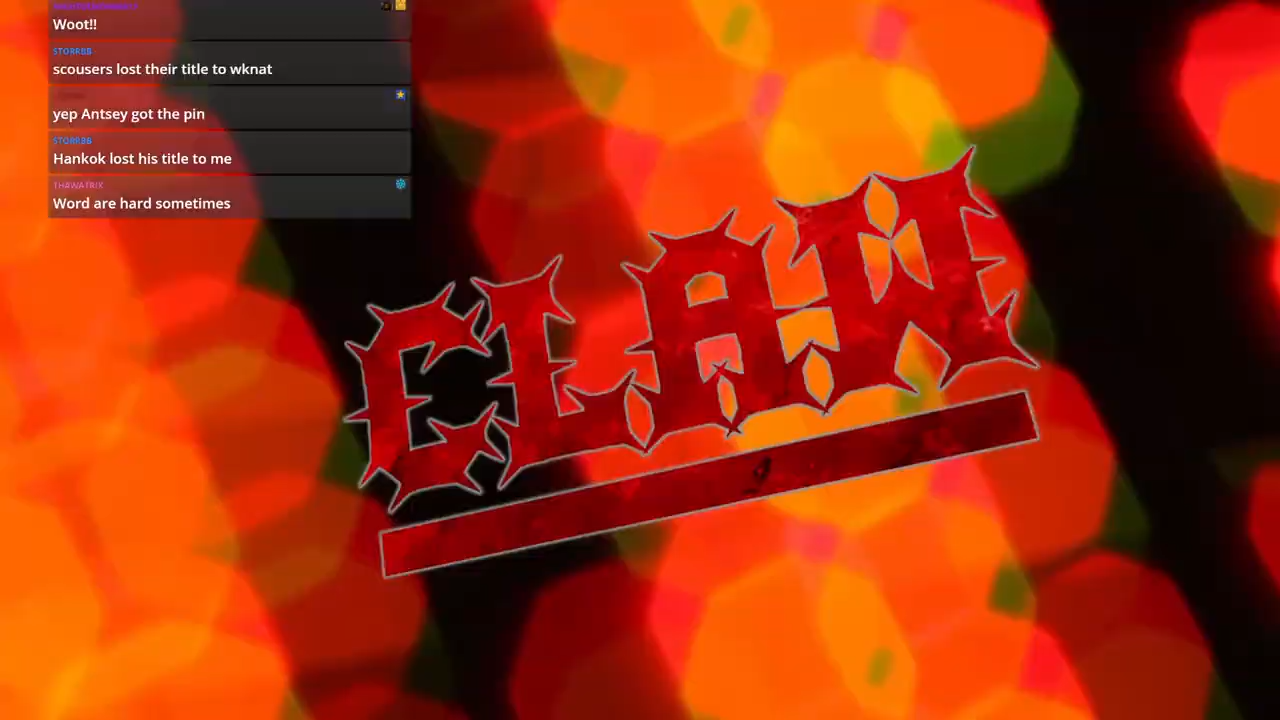 Woot!!
STORRBB
scousers lost their title to wknat
yep Antsey got the pin
STORRBB
Hankok lost his title to me
THAWATRIX
Word are hard sometimes
CLAW
9